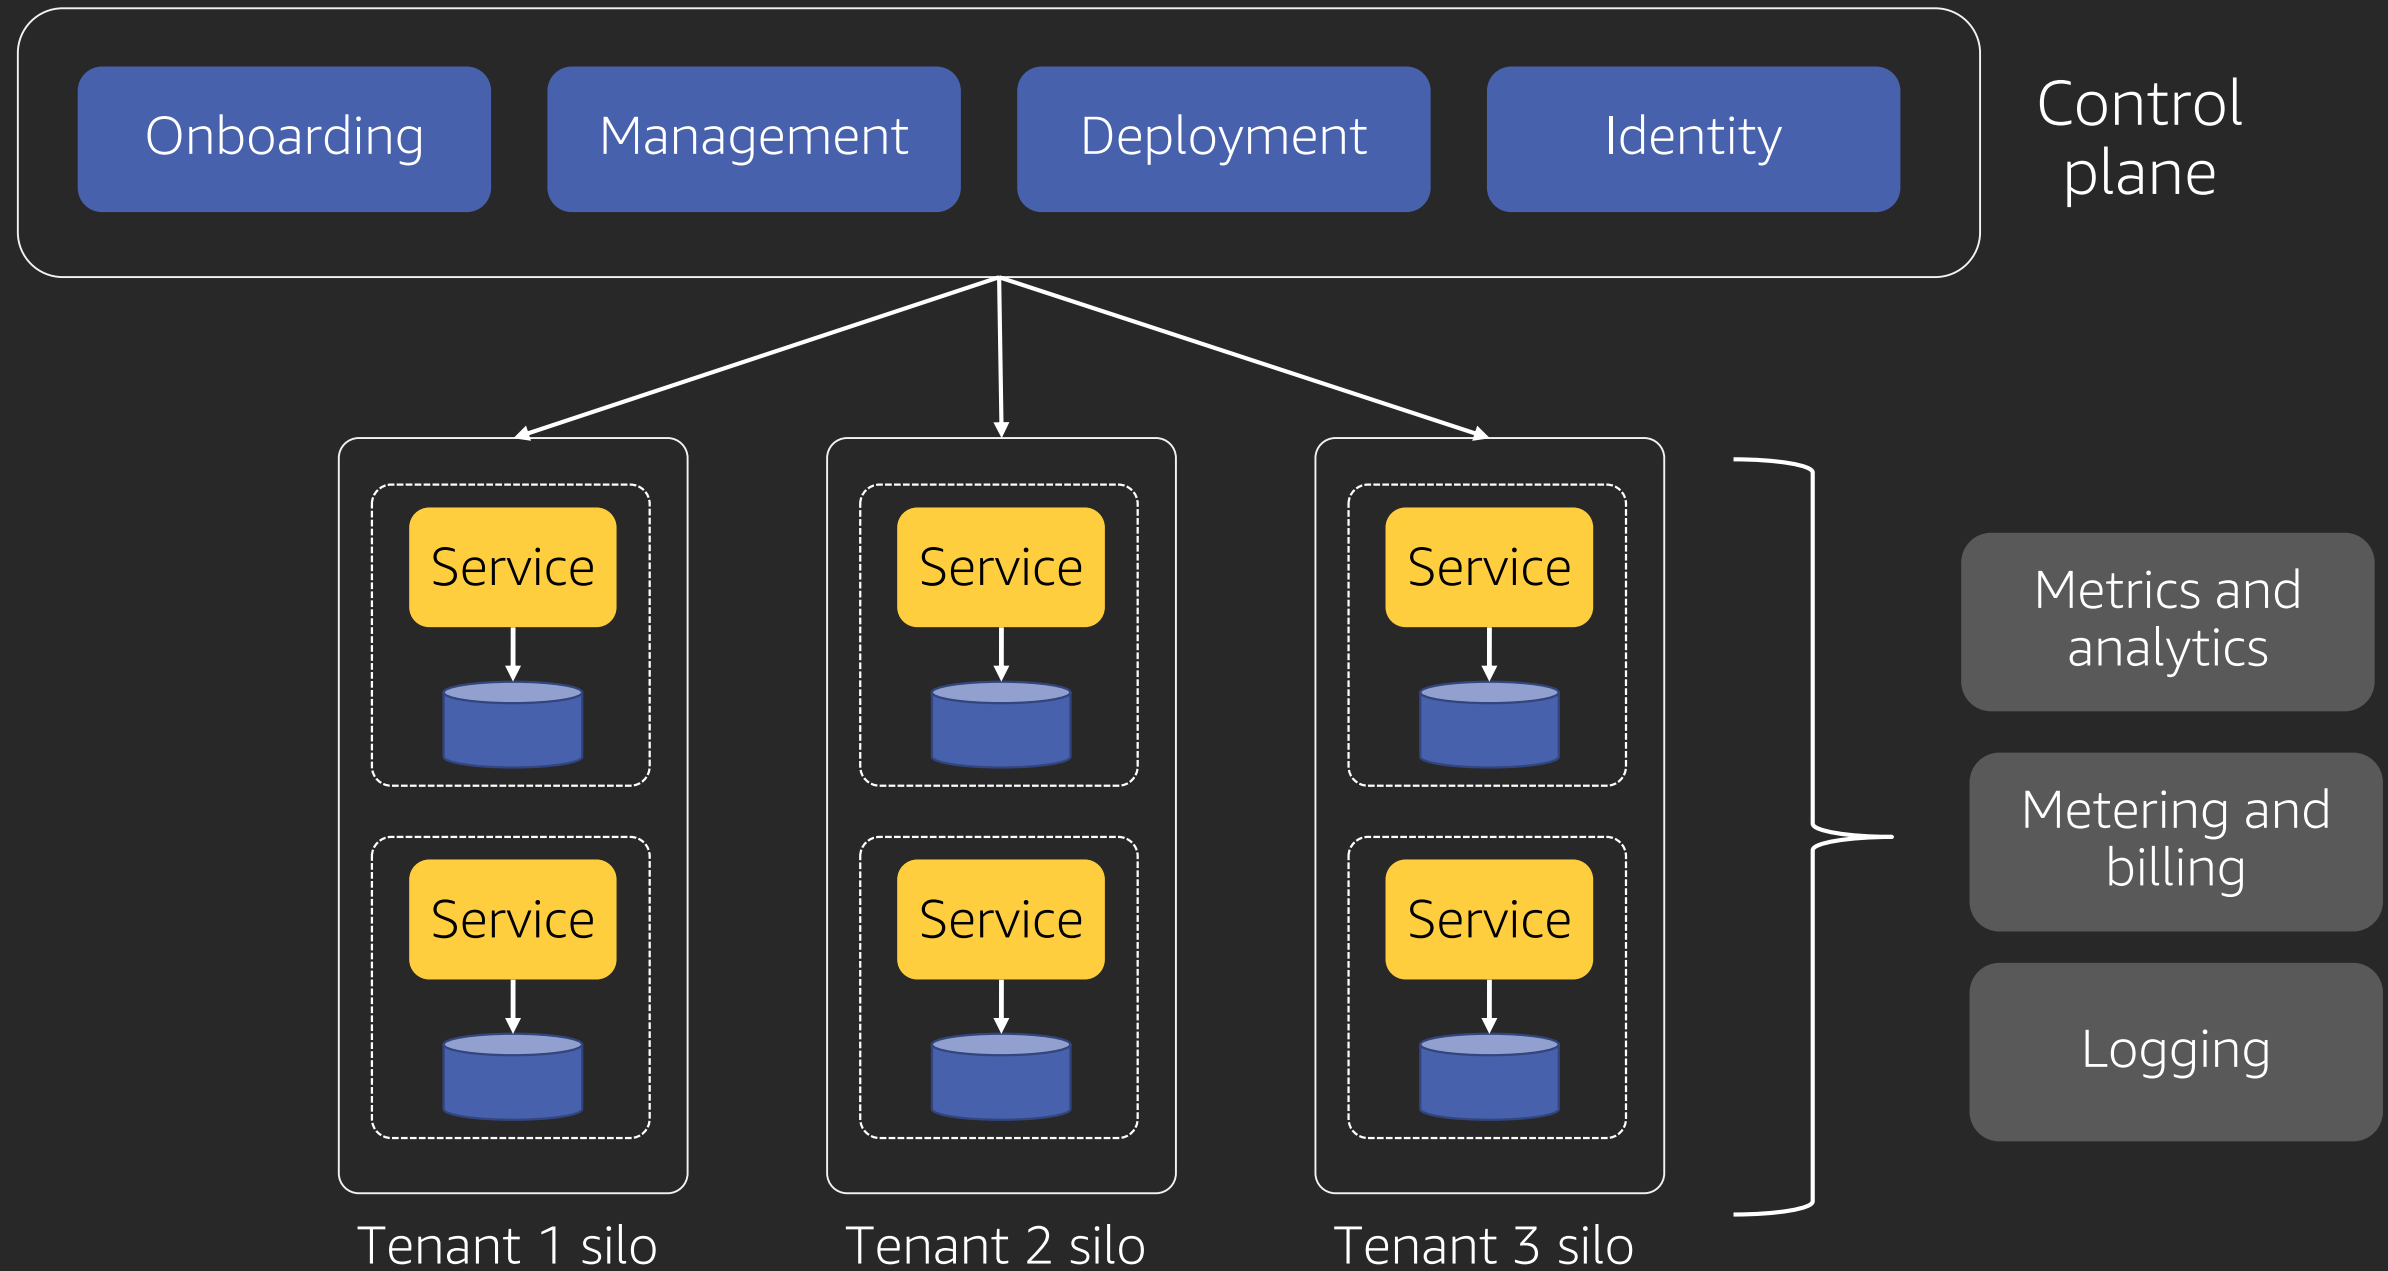 Onboarding
Management
Deployment
Identity
Control
plane
Service
Service
Service
Metrics and
analytics
Metering and
billing
Service
Service
Service
Logging
Tenant 1 silo
Tenant 2 silo
Tenant 3 silo